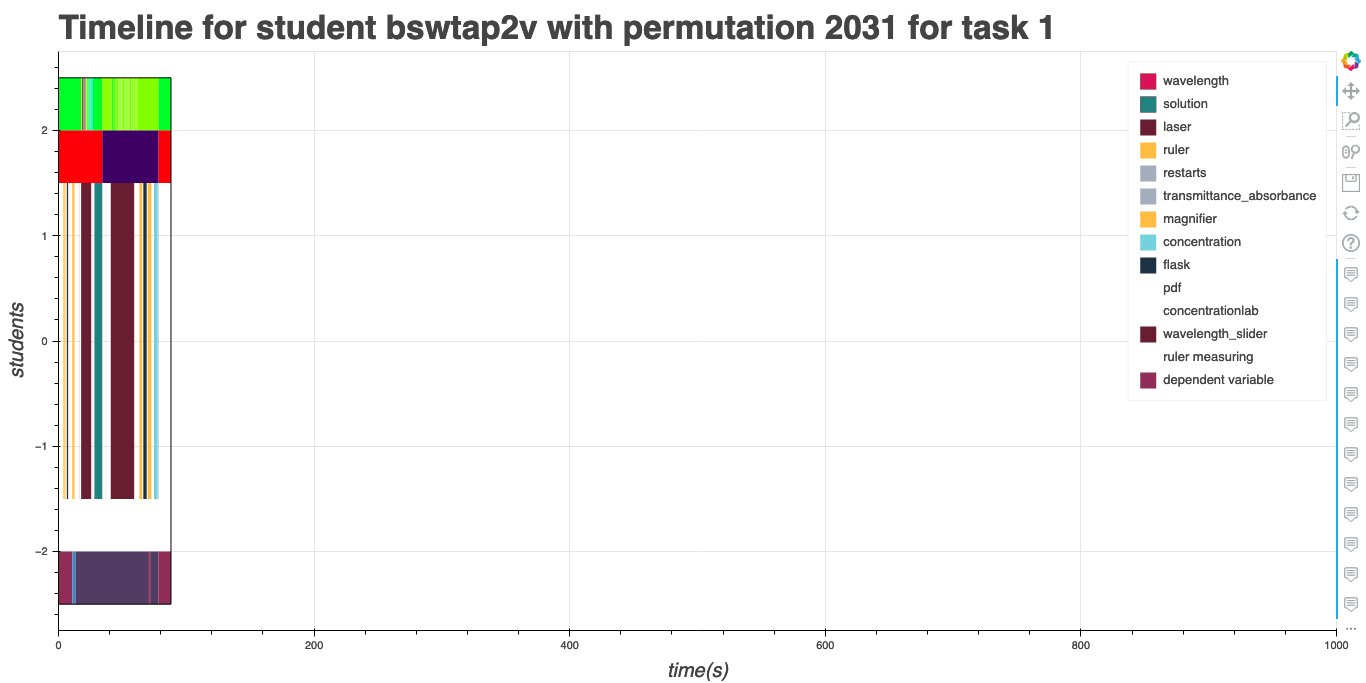 Timeline for student bswtap2v with permutation 2031 for task 1
wavelength
solution
laser
ruler
restarts
transmittance_absorbance
magnifier
concentration
flask
pdf
concentrationlab
wavelength_slider
ruler measuring
dependent variable
students
2
1
0
−1
−2
0 200 400 600 800 1000
time(s)